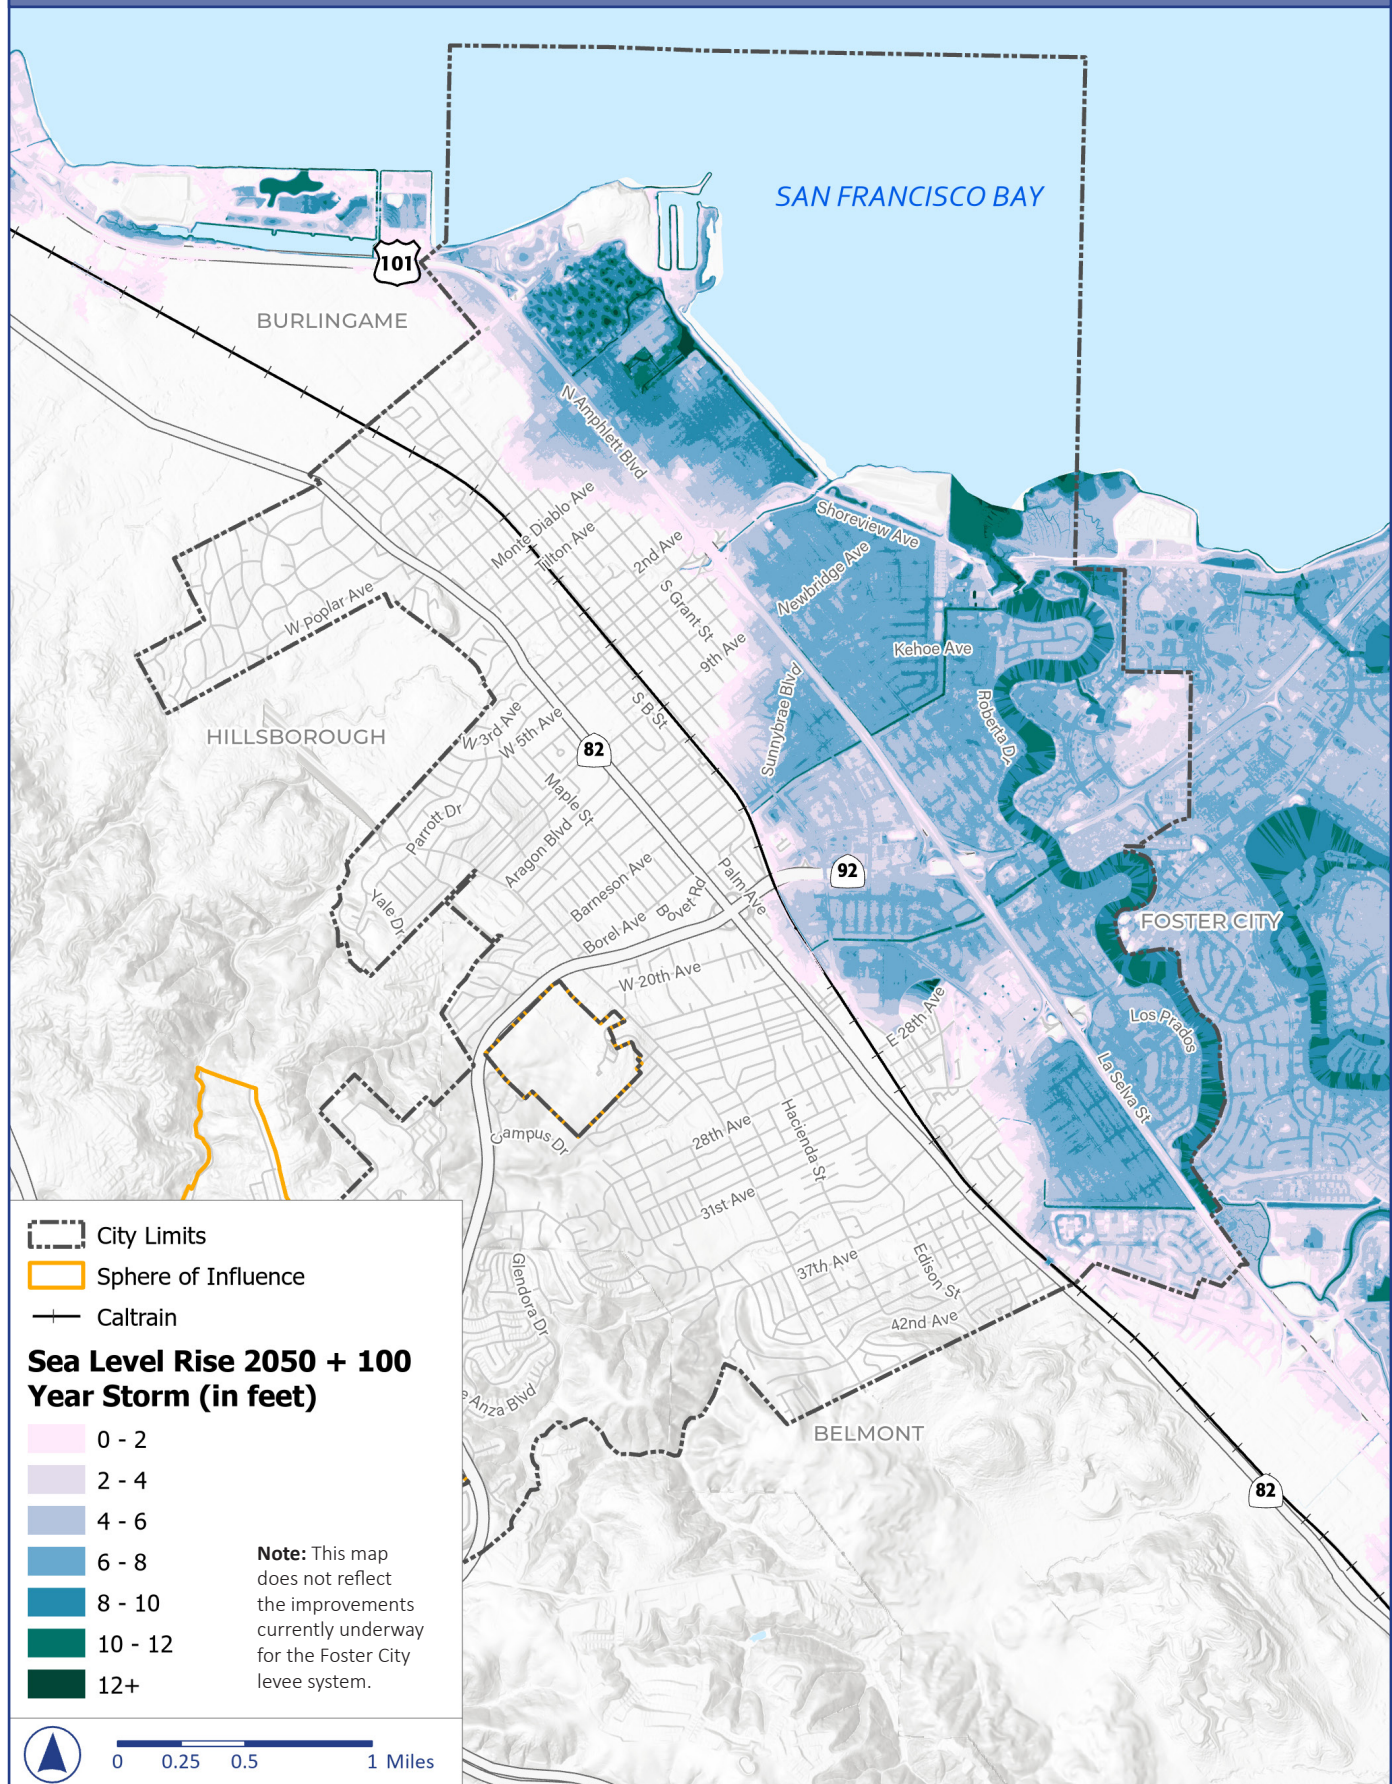 SAN FRANCISCO BAY
101
BURLINGAME
N Amphlett Blvd
Monte Diablo Ave
Tilton Ave
2nd Ave
Shoreview Ave
Newbridge Ave
S Grant St
9th Ave
Kehoe Ave
W Poplar Ave
Sunnybrae Blvd
Roberta Dr
S B St
HILLSBOROUGH
W 3rd Ave
W 5th Ave
82
Maple St
Parrott Dr
Aragon Blvd
Barneson Ave
Palm Ave
92
Yale Dr
Borel Ave
Bovet Rd
FOSTER CITY
W 20th Ave
E 28th Ave
Los Prados
La Selva St
Campus Dr
28th Ave
Hacienda St
31st Ave
37th Ave
Edison St
Glendora Dr
42nd Ave
e Anza Blvd
BELMONT
82
City Limits
Sphere of Influence
Caltrain
Sea Level Rise 2050 + 100
Year Storm (in feet)
0 - 2
2 - 4
4 - 6
6 - 8
8 - 10
10 - 12
12+
Note: This map
does not reflect
the improvements
currently underway
for the Foster City
levee system.
0 0.25 0.5 1 Miles